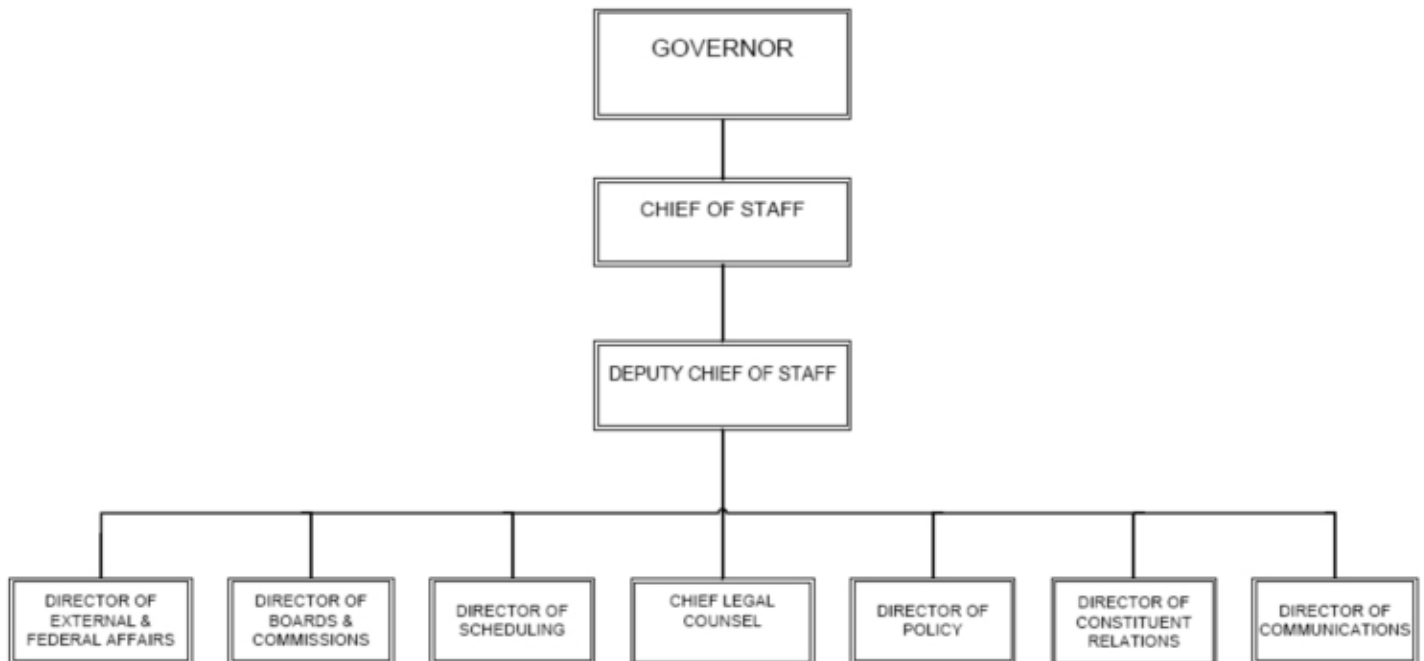 GOVERNOR
CHIEF OF STAFF
DEPUTY CHIEF OF STAFF
DIRECTOR OF
EXTERNAL &
FEDERAL AFFAIRS
DIRECTOR OF
BOARDS &
COMMISSIONS
DIRECTOR OF
SCHEDULING
CHIEF LEGAL
COUNSEL
DIRECTOR OF
POLICY
DIRECTOR OF
CONSTITUENT
RELATIONS
DIRECTOR OF
COMMUNICATIONS